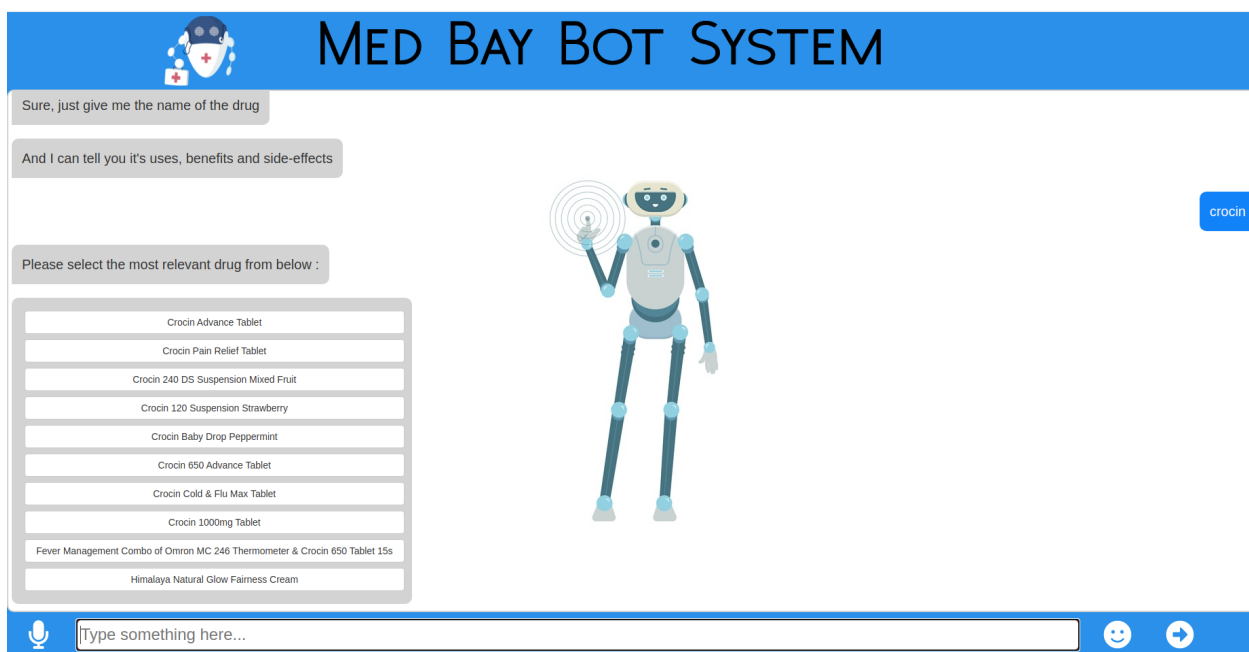 MED BAY BOT SYSTEM
Sure, just give me the name of the drug
And I can tell you it's uses, benefits and side-effects
crocin
Please select the most relevant drug from below :
Crocin Advance Tablet
Crocin Pain Relief Tablet
Crocin 240 DS Suspension Mixed Fruit
Crocin 120 Suspension Strawberry
Crocin Baby Drop Peppermint
Crocin 650 Advance Tablet
Crocin Cold & Flu Max Tablet
Crocin 1000mg Tablet
Fever Management Combo of Omron MC 246 Thermometer & Crocin 650 Tablet 15s
Himalaya Natural Glow Fairness Cream
Type something here...